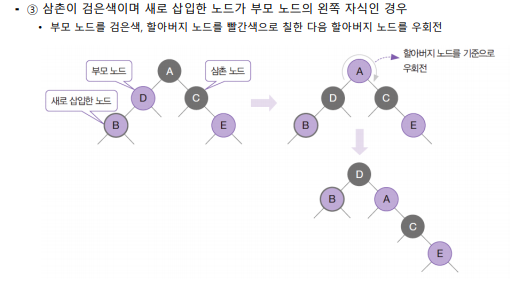 - ③ 삼촌이 검은색이며 새로 삽입한 노드가 부모 노드의 왼쪽 자식인 경우
• 부모 노드를 검은색, 할아버지 노드를 빨간색으로 칠한 다음 할아버지 노드를 우회전
부모 노드
A
삼촌 노드
D
C
새로 삽입한 노드
B
E
할아버지 노드를 기준으로
우회전
A
D
C
B
E
D
B
A
C
E